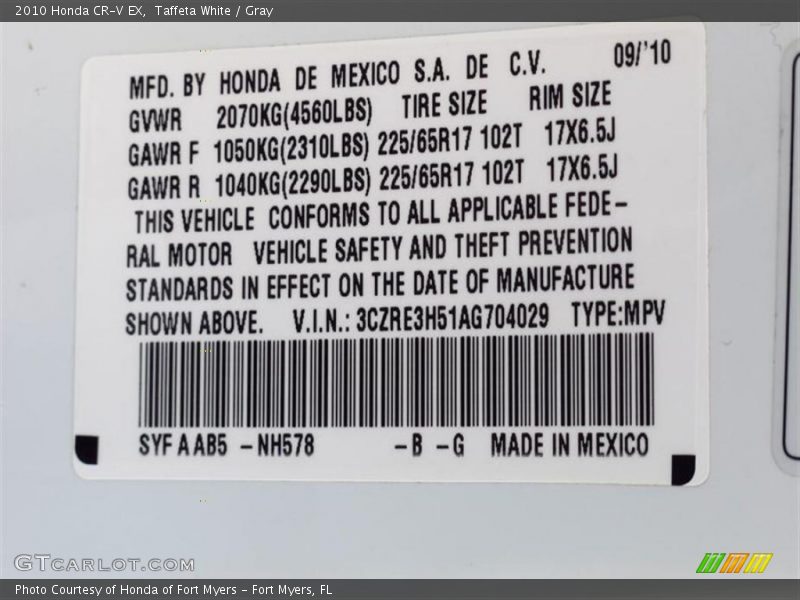 2010 Honda CR-V EX,  Taffeta White / Gray
MFD. BY HONDA DE MEXICO S.A. DE C.V. 09/'10
GVWR 2070KG(4560LBS) TIRE SIZE RIM SIZE
GAWR F 1050KG(2310LBS) 225/65R17 102T 17X6.5J
GAWR R 1040KG(2290LBS) 225/65R17 102T 17X6.5J
THIS VEHICLE CONFORMS TO ALL APPLICABLE FEDE-
RAL MOTOR VEHICLE SAFETY AND THEFT PREVENTION
STANDARDS IN EFFECT ON THE DATE OF MANUFACTURE
SHOWN ABOVE. V.I.N.: 3CZRE3H51AG704029 TYPE:MPV
SYF A AB5 -NH578 -B -G MADE IN MEXICO
GTCARLOT.COM
Photo Courtesy of Honda of Fort Myers - Fort Myers, FL